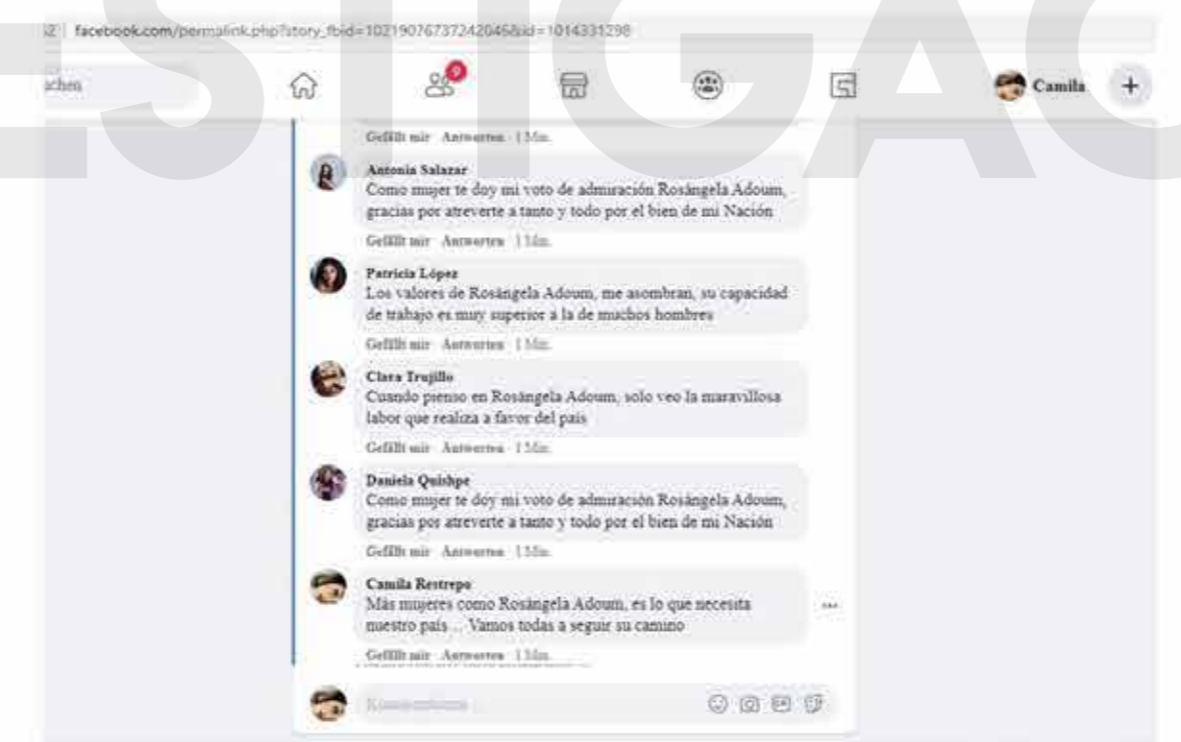 facebook.com/permalink.php?story_fbid=10219076737242046&id=1014331298
ESTIGAC
9
Camila
Gefällt mir · Antworten · 1 Min.
Antonia Salazar
Como mujer te doy mi voto de admiración Rosángela Adoum,
gracias por atreverte a tanto y todo por el bien de mi Nación
Gefällt mir · Antworten · 1 Min.
Patricia López
Los valores de Rosángela Adoum, me asombran, su capacidad
de trabajo es muy superior a la de muchos hombres
Gefällt mir · Antworten · 1 Min.
Clara Trujillo
Cuando pienso en Rosángela Adoum, solo veo la maravillosa
labor que realiza a favor del país
Gefällt mir · Antworten · 1 Min.
Daniela Quishpe
Como mujer te doy mi voto de admiración Rosángela Adoum,
gracias por atreverte a tanto y todo por el bien de mi Nación
Gefällt mir · Antworten · 1 Min.
Camila Restrepo
Más mujeres como Rosángela Adoum, es lo que necesita
nuestro país... Vamos todas a seguir su camino
Gefällt mir · Antworten · 1 Min.